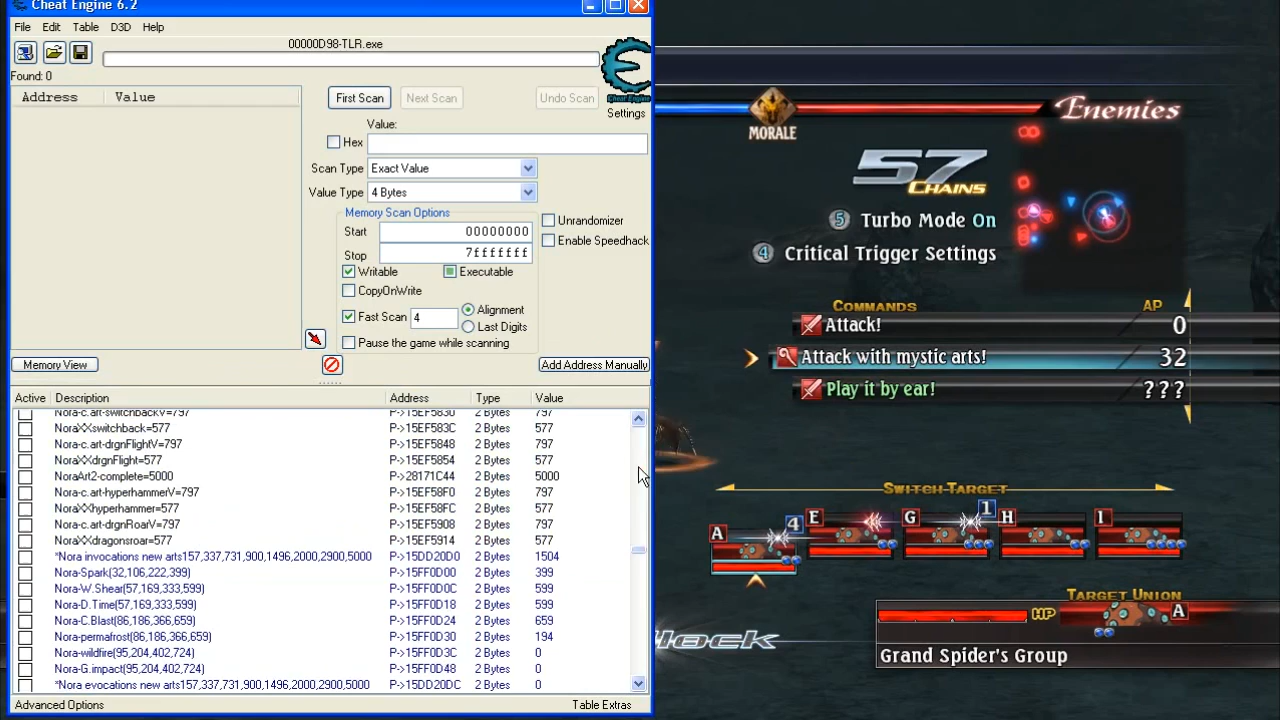 Cheat Engine 6.2
File Edit Table D3D Help
00000D98-TLR.exe
Found: 0
Address Value
First Scan Next Scan Undo Scan
Cheat Engine
Settings
Value:
Hex
Scan Type Exact Value
Value Type 4 Bytes
Memory Scan Options
Start 00000000
Stop 7fffffff
Unrandomizer
Enable Speedhack
Writable Executable
CopyOnWrite
Fast Scan 4 Alignment
Last Digits
Pause the game while scanning
Memory View Add Address Manually
Active Description Address Type Value
Nora-c.art-switchbackV=797 P->15EF5830 2 Bytes 797
NoraXXswitchback=577 P->15EF583C 2 Bytes 577
Nora-c.art-drgnFlightV=797 P->15EF5848 2 Bytes 797
NoraXXdrgnFlight=577 P->15EF5854 2 Bytes 577
NoraArt2-complete=5000 P->28171C44 2 Bytes 5000
Nora-c.art-hyperhammerV=797 P->15EF58F0 2 Bytes 797
NoraXXhyperhammer=577 P->15EF58FC 2 Bytes 577
Nora-c.art-drgnRoarV=797 P->15EF5908 2 Bytes 797
NoraXXdragonsroar=577 P->15EF5914 2 Bytes 577
*Nora invocations new arts157,337,731,900,1496,2000,2900,5000 P->15DD20D0 2 Bytes 1504
Nora-Spark(32,106,222,399) P->15FF0D00 2 Bytes 399
Nora-W.Shear(57,169,333,599) P->15FF0D0C 2 Bytes 599
Nora-D.Time(57,169,333,599) P->15FF0D18 2 Bytes 599
Nora-C.Blast(86,186,366,659) P->15FF0D24 2 Bytes 659
Nora-permafrost(86,186,366,659) P->15FF0D30 2 Bytes 194
Nora-wildfire(95,204,402,724) P->15FF0D3C 2 Bytes 0
Nora-G.impact(95,204,402,724) P->15FF0D48 2 Bytes 0
*Nora evocations new arts157,337,731,900,1496,2000,2900,5000 P->15DD20DC 2 Bytes 0
Advanced Options Table Extras
Enemies
MORALE
57
CHAINS
5 Turbo Mode On
4 Critical Trigger Settings
COMMANDS AP
Attack! 0
Attack with mystic arts! 32
Play it by ear! ???
SWITCH TARGET
A 4 E G 1 H I
TARGET UNION
HP A
lock
Grand Spider's Group